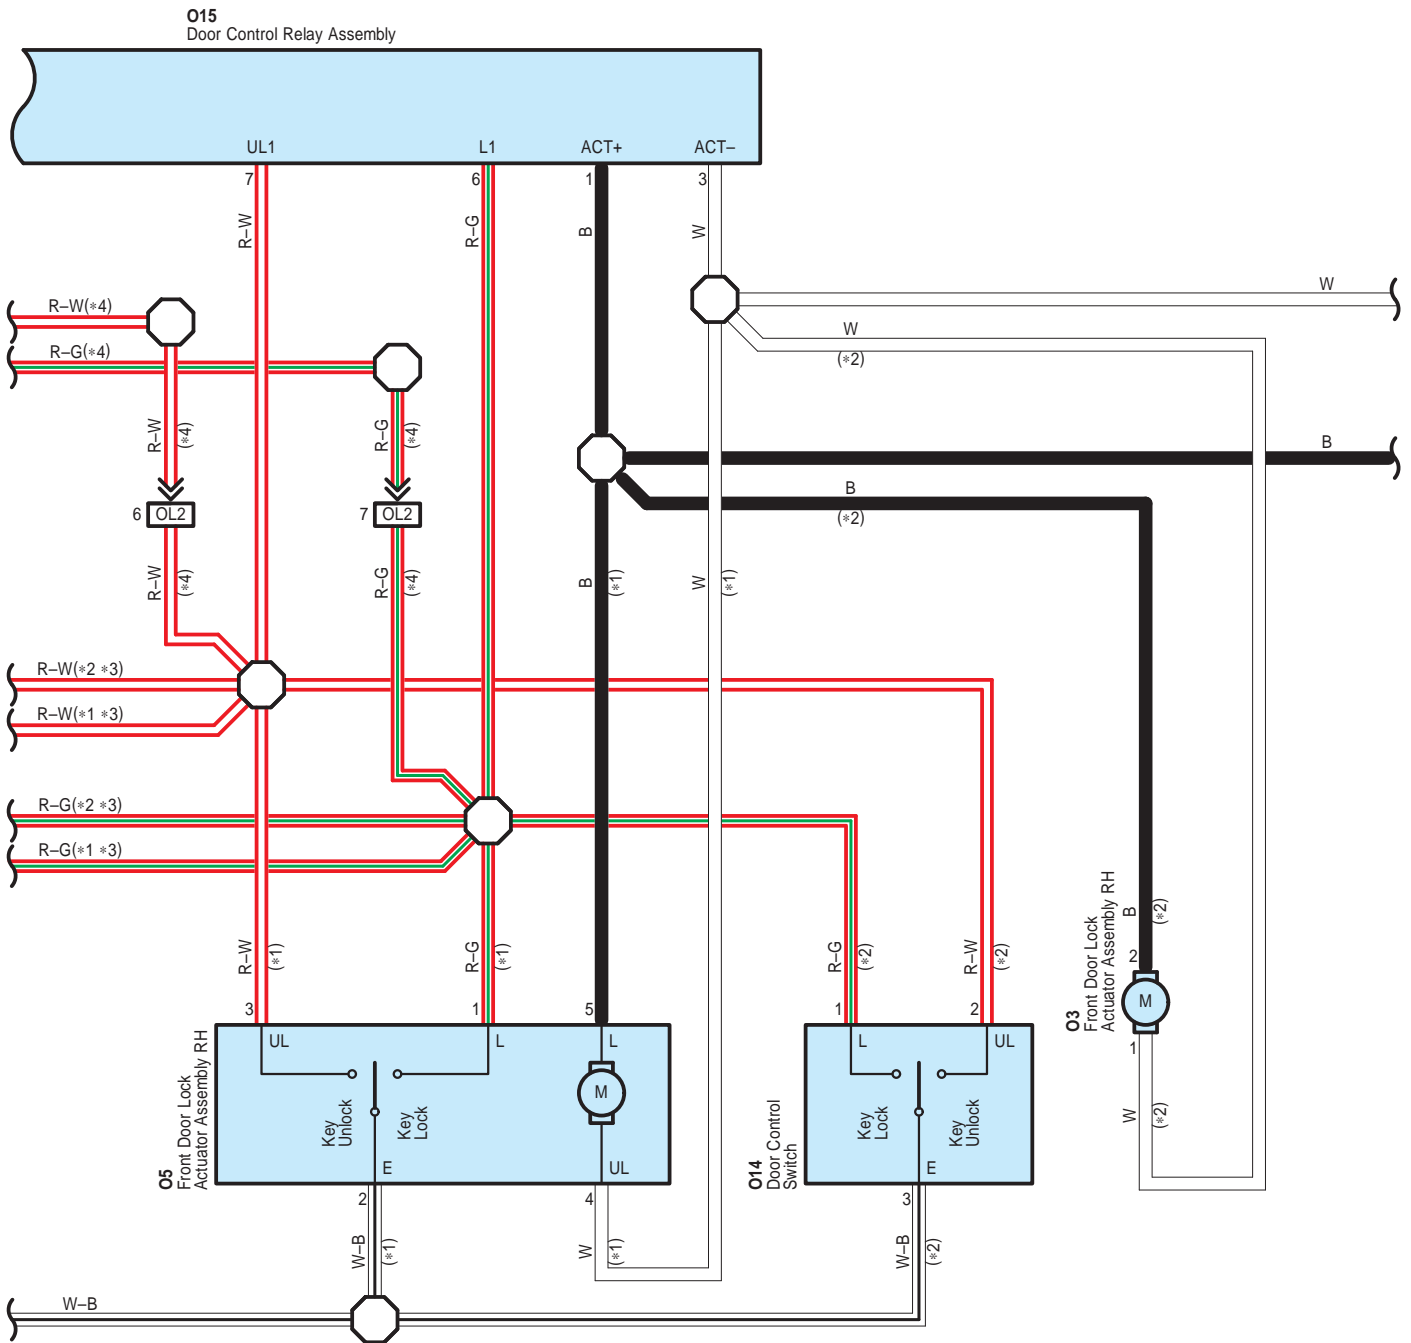 O15
Door Control Relay Assembly
UL1
L1
ACT+
ACT–
7
6
1
3
R–W
R–G
B
W
W
R–W(∗4)
W
(∗2)
R–G(∗4)
R–W
(∗4)
R–G
(∗4)
B
B
(∗2)
6
OL2
7
OL2
R–W
(∗4)
R–G
(∗4)
B
(∗1)
W
(∗1)
R–W(∗2 ∗3)
R–W(∗1 ∗3)
R–G(∗2 ∗3)
R–G(∗1 ∗3)
R–W
(∗1)
R–G
(∗1)
R–G
(∗2)
R–W
(∗2)
B
(∗2)
3
1
5
1
2
2
O5
Front Door Lock
Actuator Assembly RH
UL
L
L
M
Key
Unlock
Key
Lock
E
UL
O14
Door Control
Switch
L
UL
Key
Lock
Key
Unlock
E
O3
Front Door Lock
Actuator Assembly RH
M
1
W
(∗2)
2
4
3
W–B
(∗1)
W
(∗1)
W–B
(∗2)
W–B